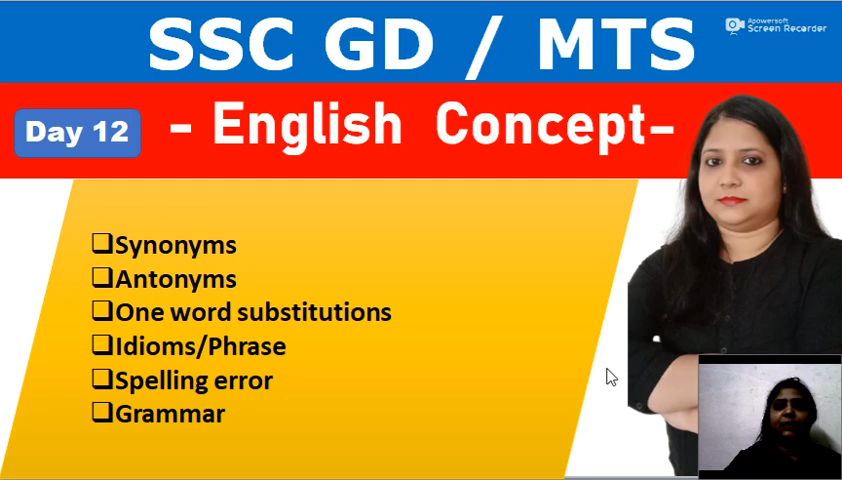 SSC GD / MTS
Apowersoft
Screen Recorder
Day 12
- English Concept-
❑Synonyms
❑Antonyms
❑One word substitutions
❑Idioms/Phrase
❑Spelling error
❑Grammar